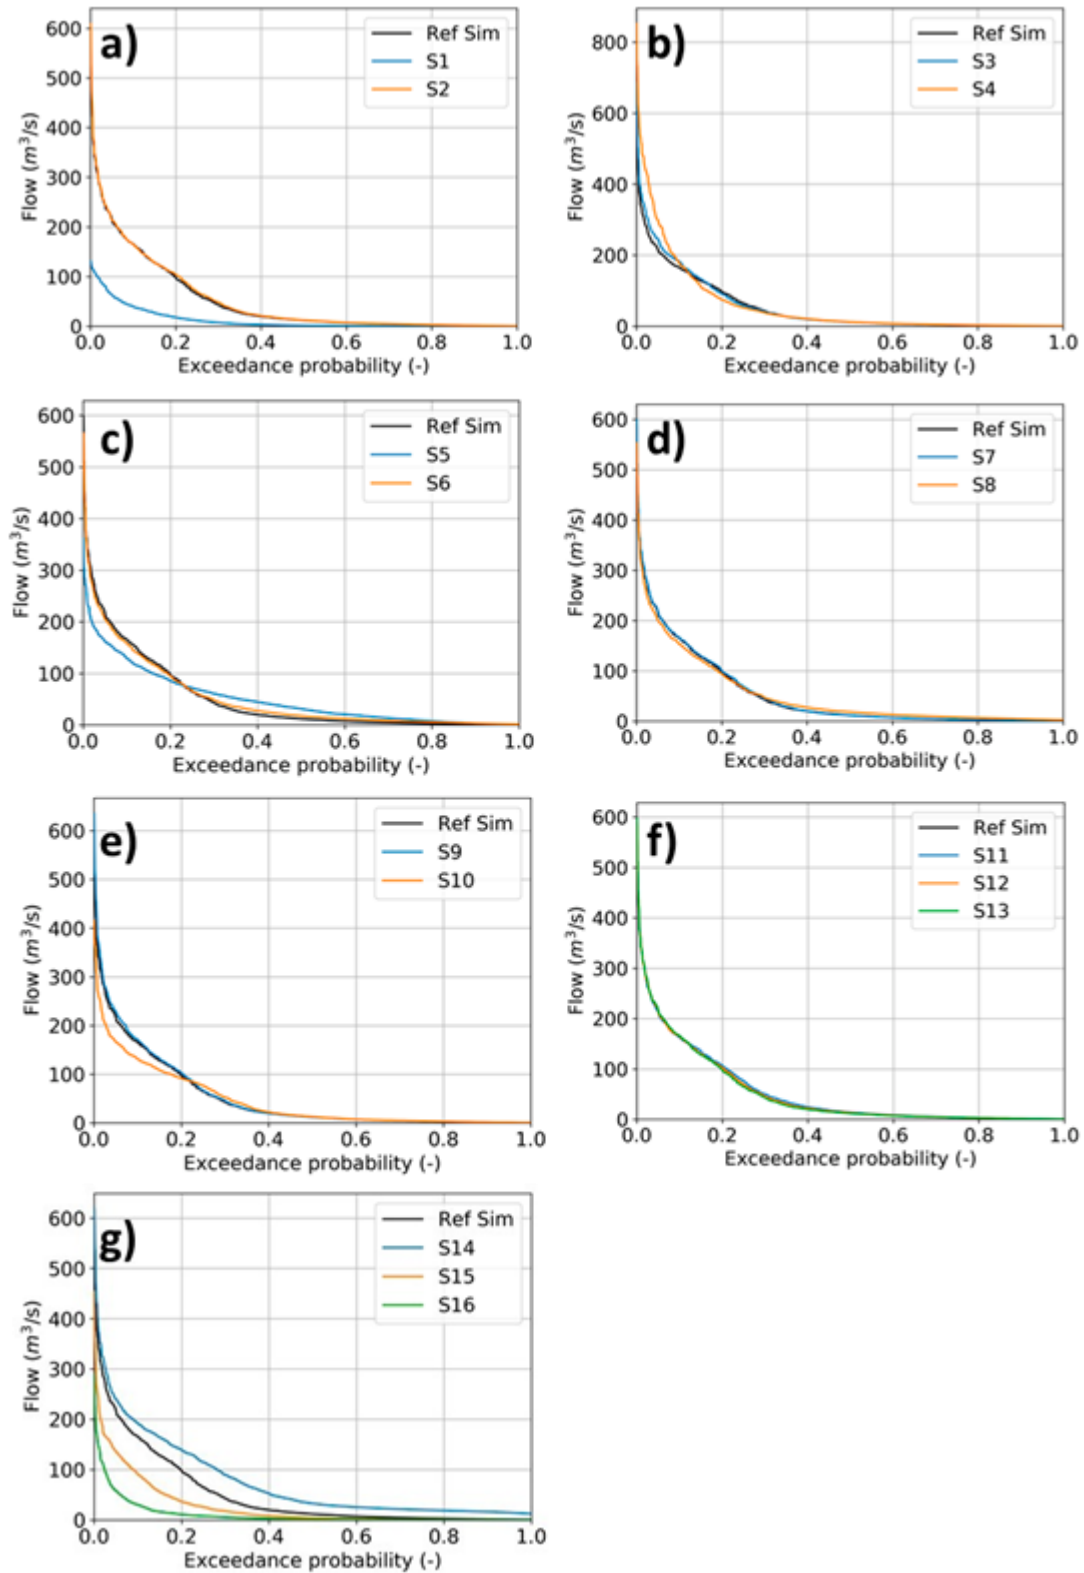 a)
600
500
400
300
200
100
0
Flow (m³/s)
Ref Sim
S1
S2
0.0 0.2 0.4 0.6 0.8 1.0
Exceedance probability (-)
b)
800
600
400
200
0
Flow (m³/s)
Ref Sim
S3
S4
0.0 0.2 0.4 0.6 0.8 1.0
Exceedance probability (-)
c)
600
500
400
300
200
100
0
Flow (m³/s)
Ref Sim
S5
S6
0.0 0.2 0.4 0.6 0.8 1.0
Exceedance probability (-)
d)
600
500
400
300
200
100
0
Flow (m³/s)
Ref Sim
S7
S8
0.0 0.2 0.4 0.6 0.8 1.0
Exceedance probability (-)
e)
600
500
400
300
200
100
0
Flow (m³/s)
Ref Sim
S9
S10
0.0 0.2 0.4 0.6 0.8 1.0
Exceedance probability (-)
f)
600
500
400
300
200
100
0
Flow (m³/s)
Ref Sim
S11
S12
S13
0.0 0.2 0.4 0.6 0.8 1.0
Exceedance probability (-)
g)
600
500
400
300
200
100
0
Flow (m³/s)
Ref Sim
S14
S15
S16
0.0 0.2 0.4 0.6 0.8 1.0
Exceedance probability (-)